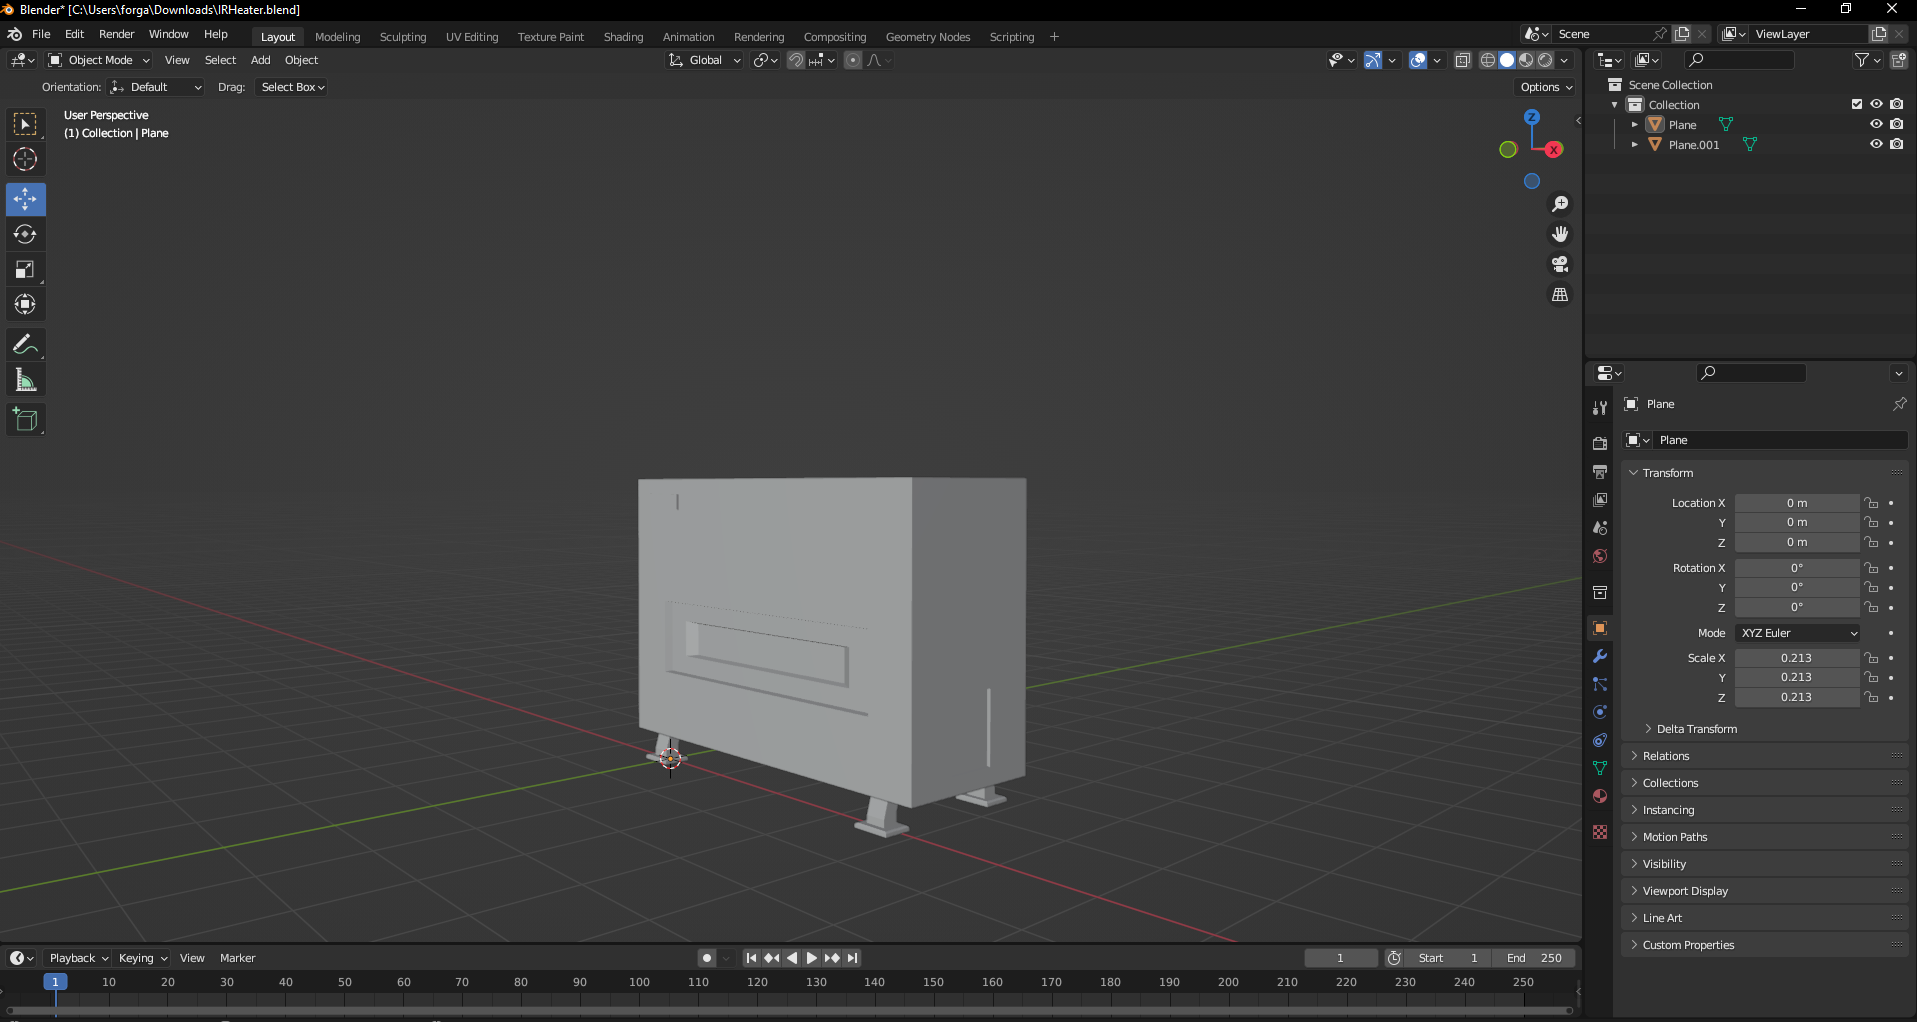 Blender* [C:\Users\forga\Downloads\IRHeater.blend]
File Edit Render Window Help Layout Modeling Sculpting UV Editing Texture Paint Shading Animation Rendering Compositing Geometry Nodes Scripting + Scene ViewLayer
Object Mode View Select Add Object Global
Orientation: Default Drag: Select Box Options
User Perspective
(1) Collection | Plane
Z
X
Scene Collection
Collection
Plane
Plane.001
Plane
Plane
Transform
Location X 0 m
Y 0 m
Z 0 m
Rotation X 0°
Y 0°
Z 0°
Mode XYZ Euler
Scale X 0.213
Y 0.213
Z 0.213
Delta Transform
Relations
Collections
Instancing
Motion Paths
Visibility
Viewport Display
Line Art
Custom Properties
Playback Keying View Marker 1 Start 1 End 250
1 10 20 30 40 50 60 70 80 90 100 110 120 130 140 150 160 170 180 190 200 210 220 230 240 250